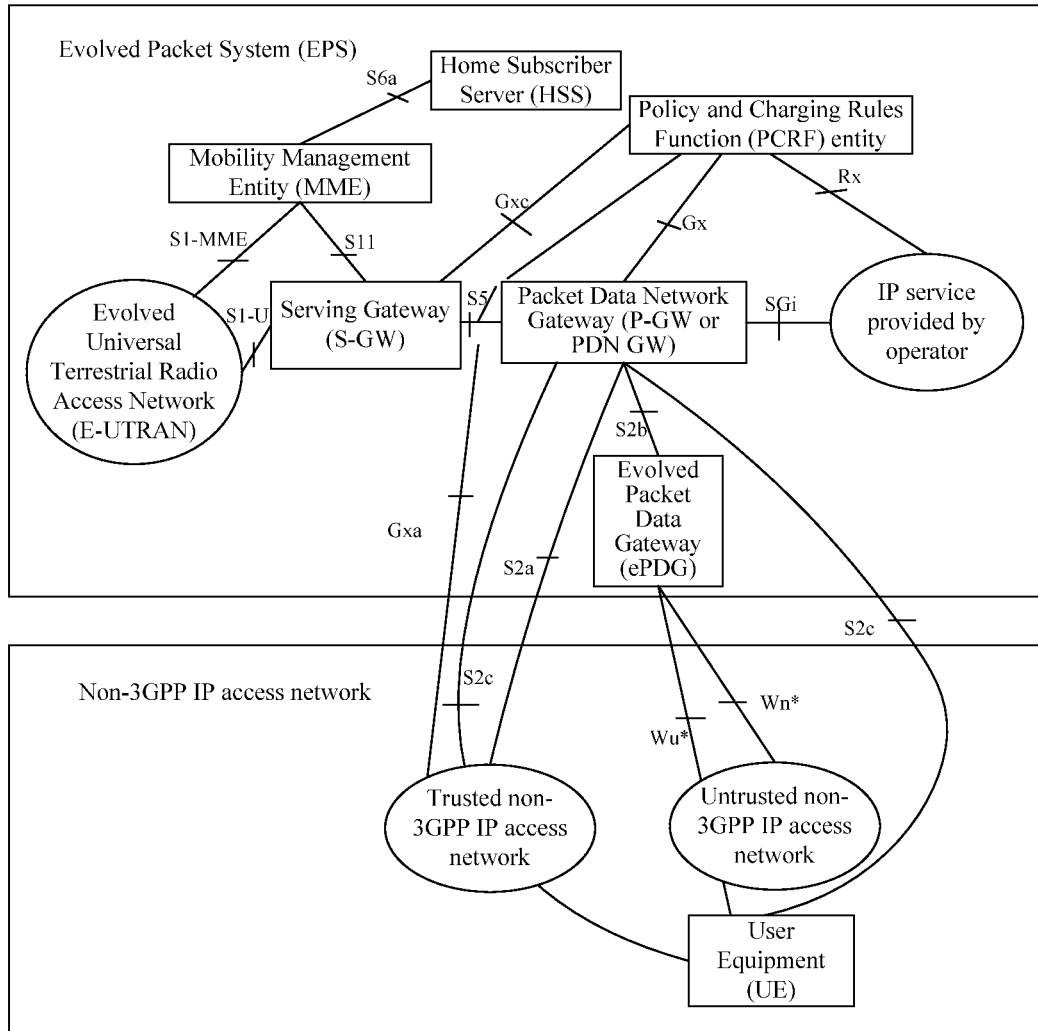 Evolved Packet System (EPS)
S6a
Home Subscriber
Server (HSS)
Policy and Charging Rules
Function (PCRF) entity
Mobility Management
Entity (MME)
Rx
Gxc
Gx
S1-MME
S11
S1-U
Serving Gateway
(S-GW)
S5
Packet Data Network
Gateway (P-GW or
PDN GW)
SGi
IP service
provided by
operator
Evolved
Universal
Terrestrial Radio
Access Network
(E-UTRAN)
S2b
Evolved
Packet
Data
Gateway
(ePDG)
Gxa
S2a
S2c
Non-3GPP IP access network
S2c
Wn*
Wu*
Trusted non-
3GPP IP access
network
Untrusted non-
3GPP IP access
network
User
Equipment
(UE)